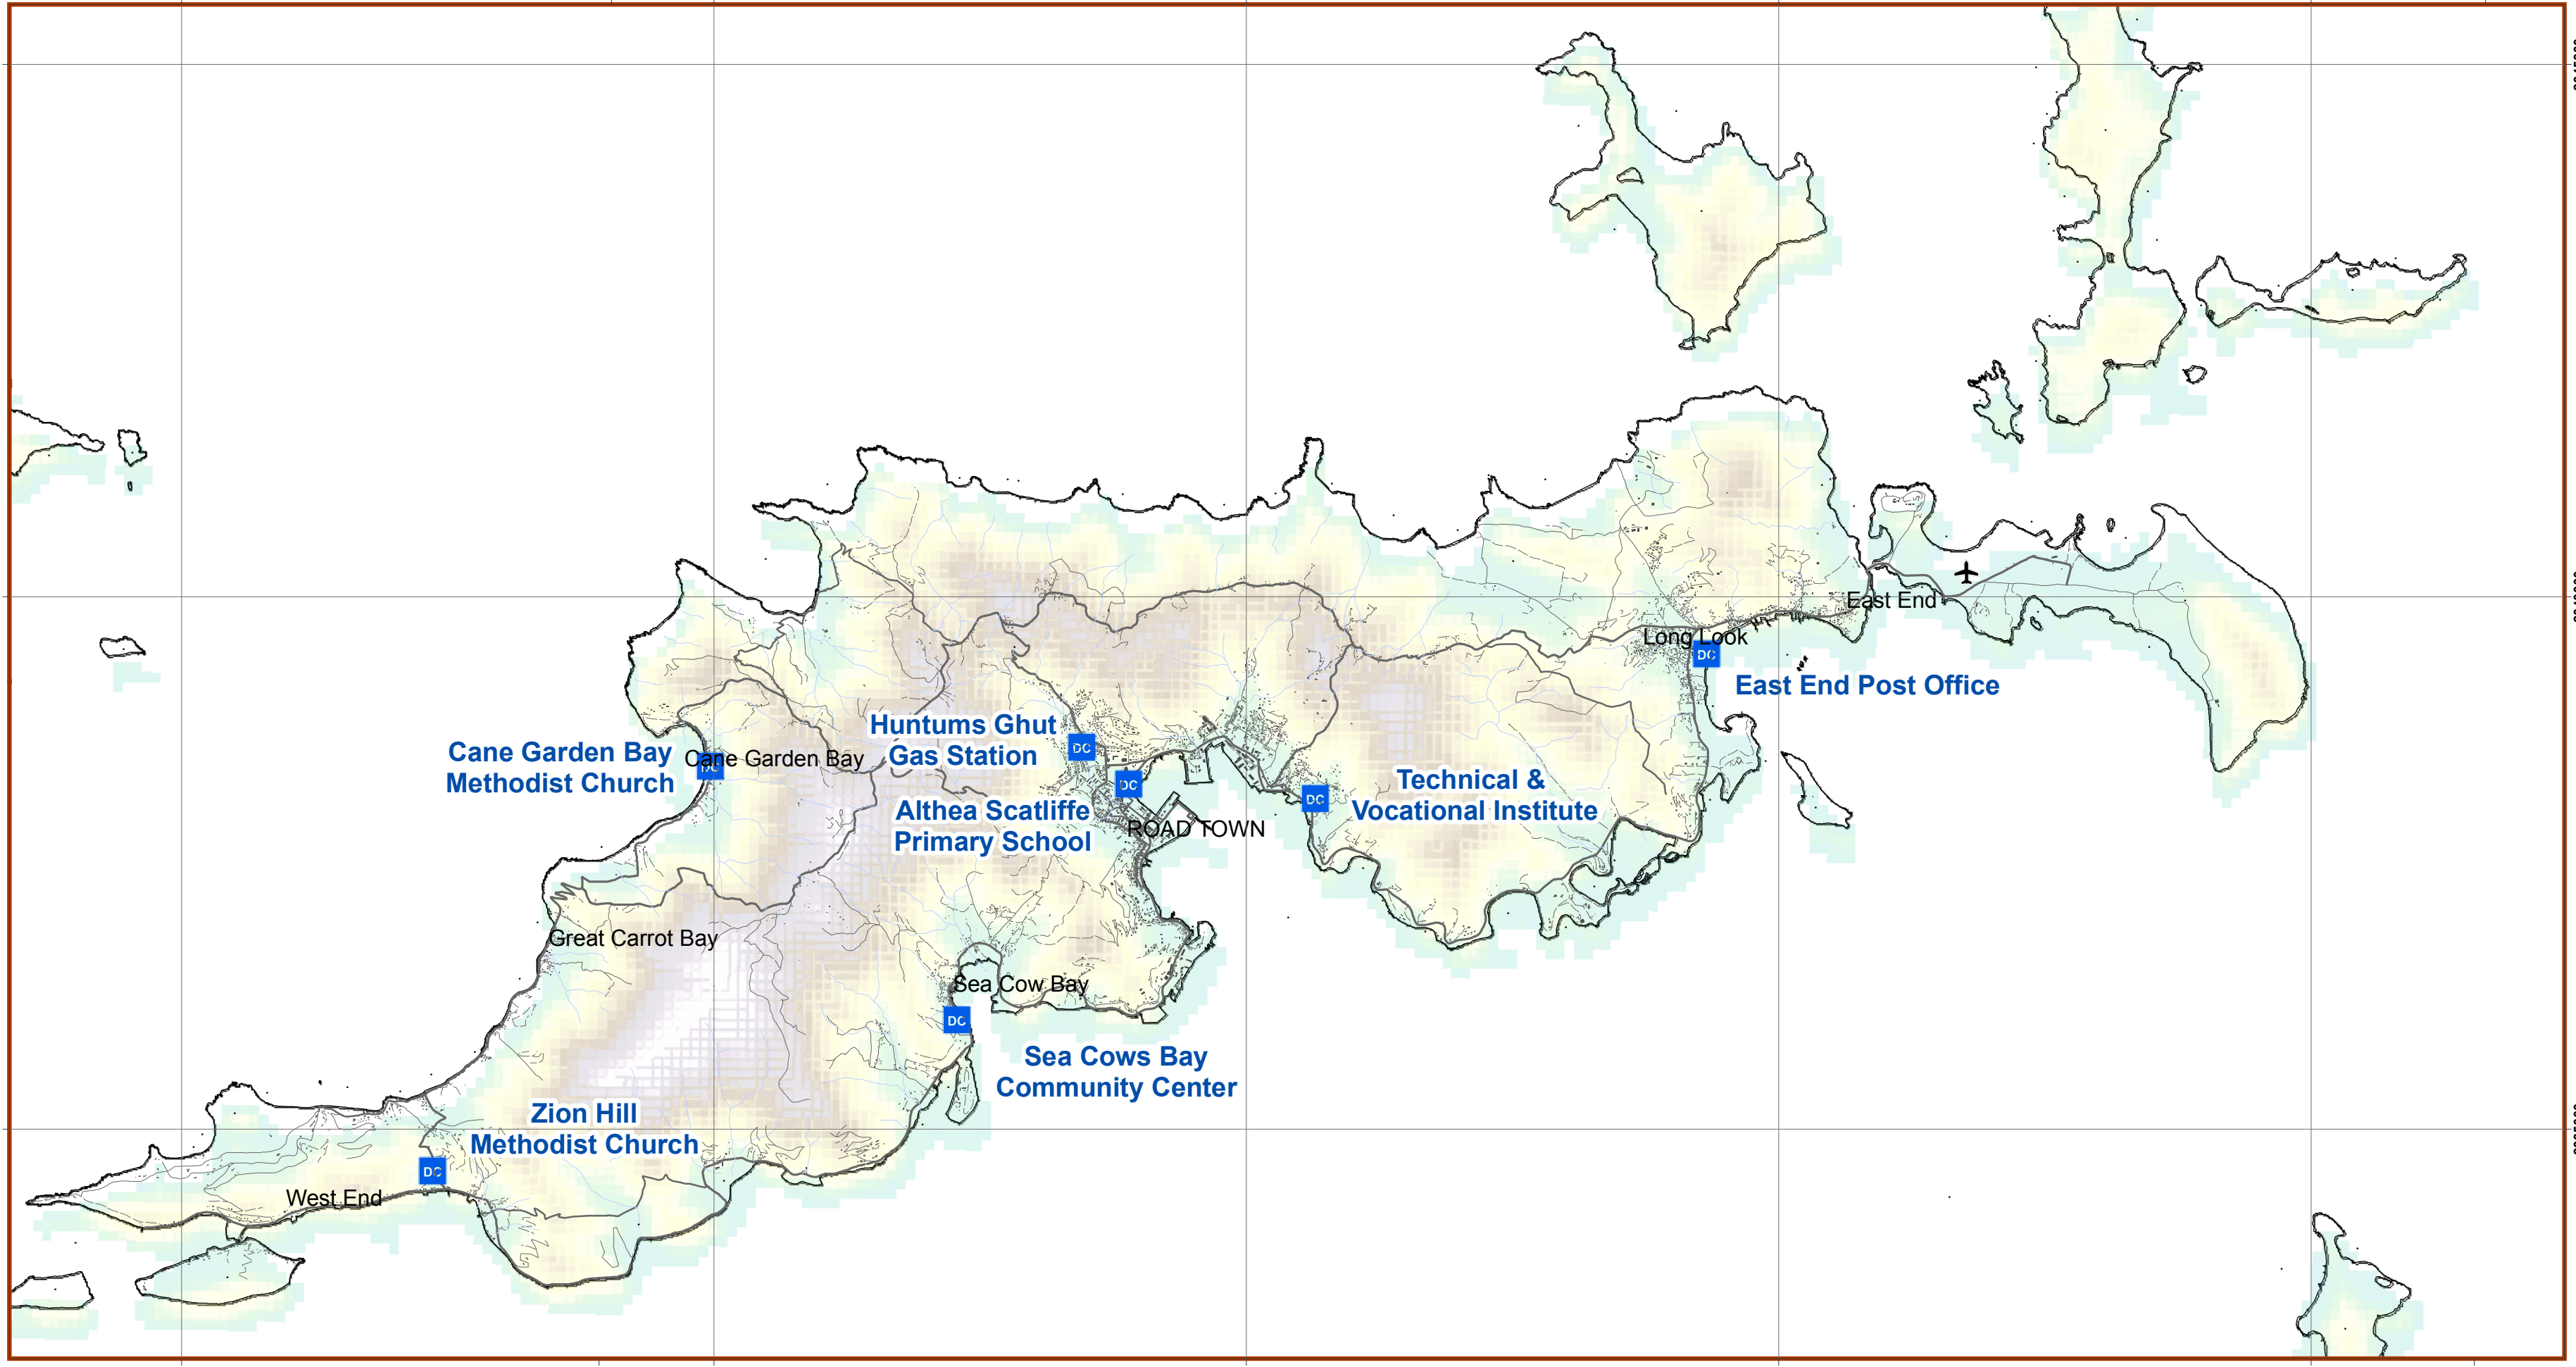 East End
Long Look
DC
East End Post Office
Huntums Ghut
Gas Station
DC
Cane Garden Bay
Methodist Church
DC
Cane Garden Bay
DC
Althea Scatliffe
Primary School
ROAD TOWN
DC
Technical &
Vocational Institute
Great Carrot Bay
Sea Cow Bay
DC
Sea Cows Bay
Community Center
Zion Hill
Methodist Church
DC
West End